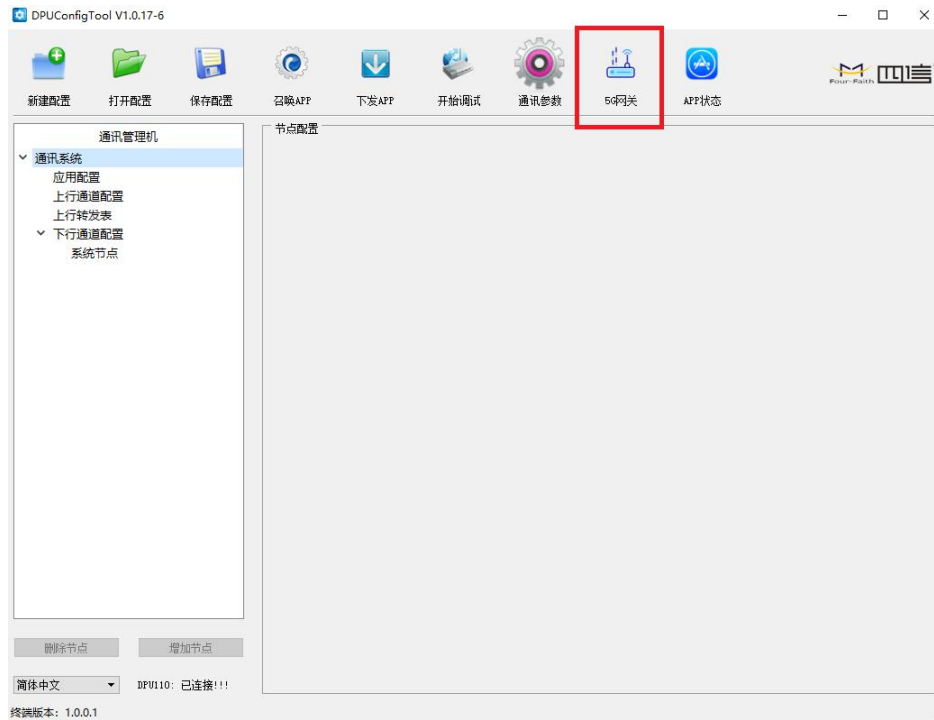 DPUConfigTool V1.0.17-6
新建配置 打开配置 保存配置 召唤APP 下发APP 开始调试 通讯参数 5G网关 APP状态
Four-Faith 四信
通讯管理机
节点配置
通讯系统
应用配置
上行通道配置
上行转发表
下行通道配置
系统节点
删除节点 增加节点
简体中文 DPU110: 已连接!!!
终端版本: 1.0.0.1